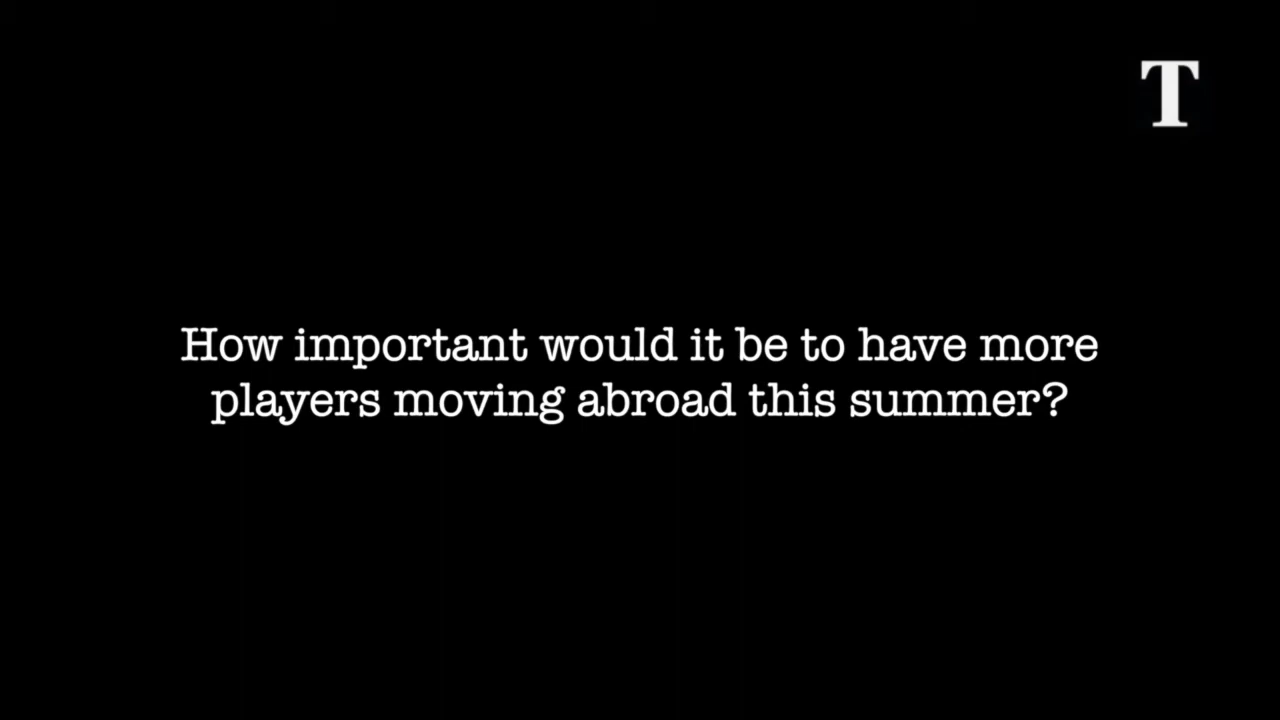 T
How important would it be to have more
players moving abroad this summer?